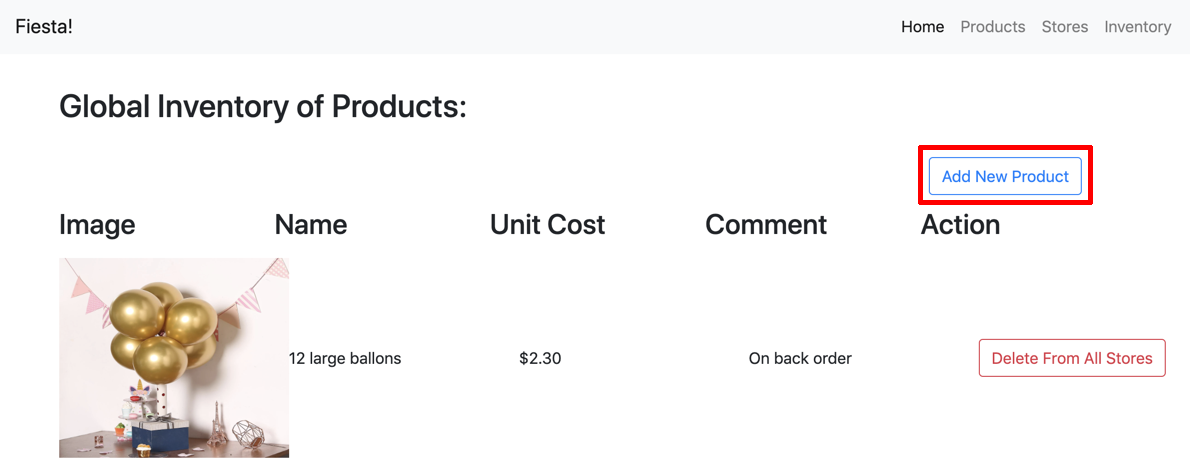 Fiesta! Home Products Stores Inventory
Global Inventory of Products:
Add New Product
Image Name Unit Cost Comment Action
12 large ballons $2.30 On back order Delete From All Stores